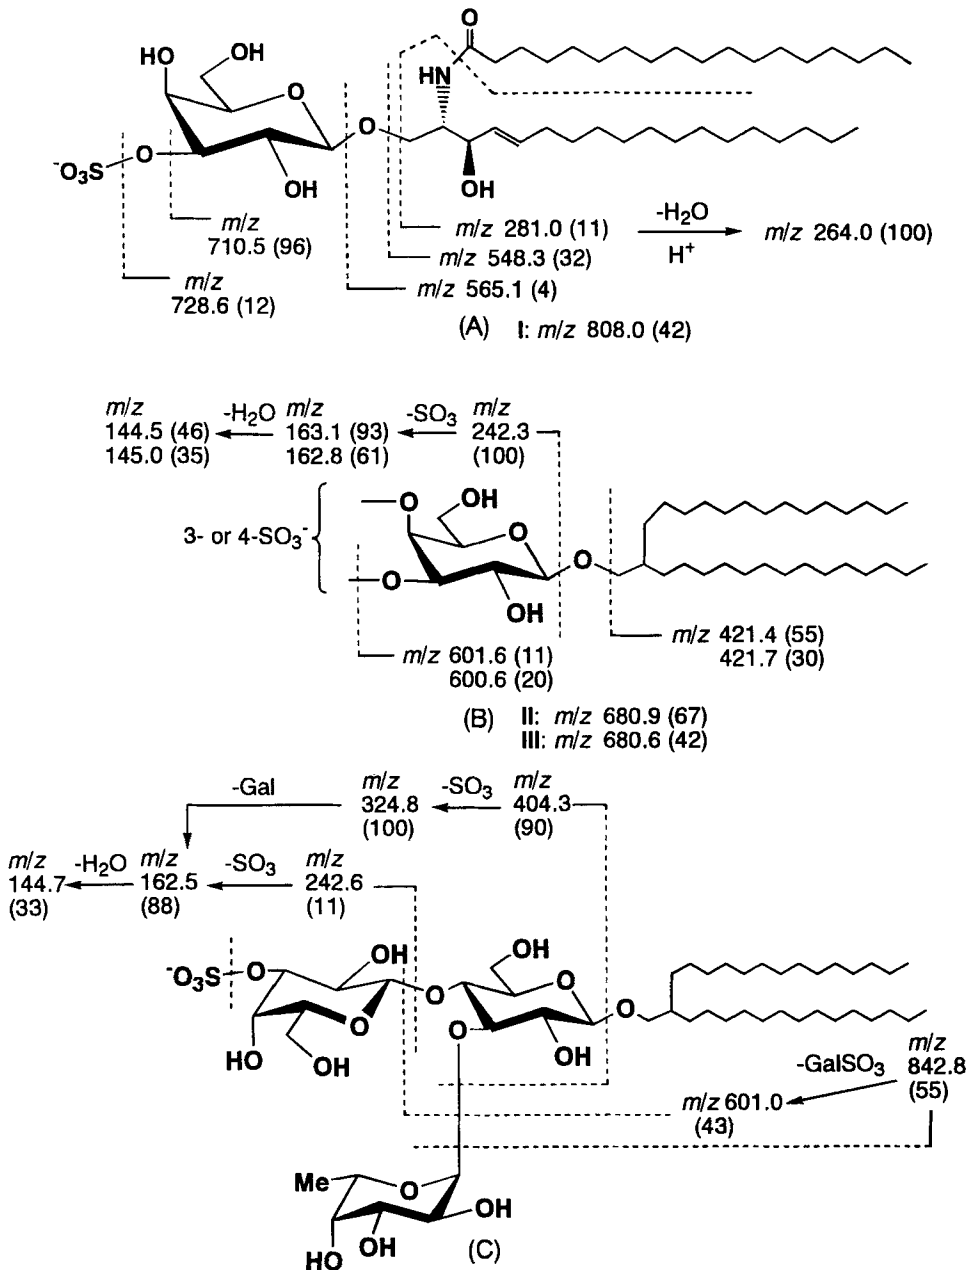 O
HO
OH
HN
O
O
⁻O₃S
O
OH
OH
m/z
710.5 (96)
m/z 281.0 (11)
-H₂O
H⁺
m/z 264.0 (100)
m/z 548.3 (32)
m/z
728.6 (12)
m/z 565.1 (4)
(A) I: m/z 808.0 (42)
m/z -H₂O m/z -SO₃ m/z
144.5 (46) 163.1 (93) 242.3
145.0 (35) 162.8 (61) (100)
O
OH
3- or 4-SO₃⁻
O
O
O
OH
m/z 421.4 (55)
421.7 (30)
m/z 601.6 (11)
600.6 (20)
(B) II: m/z 680.9 (67)
III: m/z 680.6 (42)
-Gal
m/z -SO₃ m/z
324.8 404.3
(100) (90)
m/z -H₂O m/z -SO₃ m/z
144.7 162.5 242.6
(33) (88) (11)
OH
OH
⁻O₃S O
O
O
O
O
O
HO
OH
OH
m/z
-GalSO₃ 842.8
(55)
m/z 601.0
(43)
Me
O
OH
OH
HO
(C)